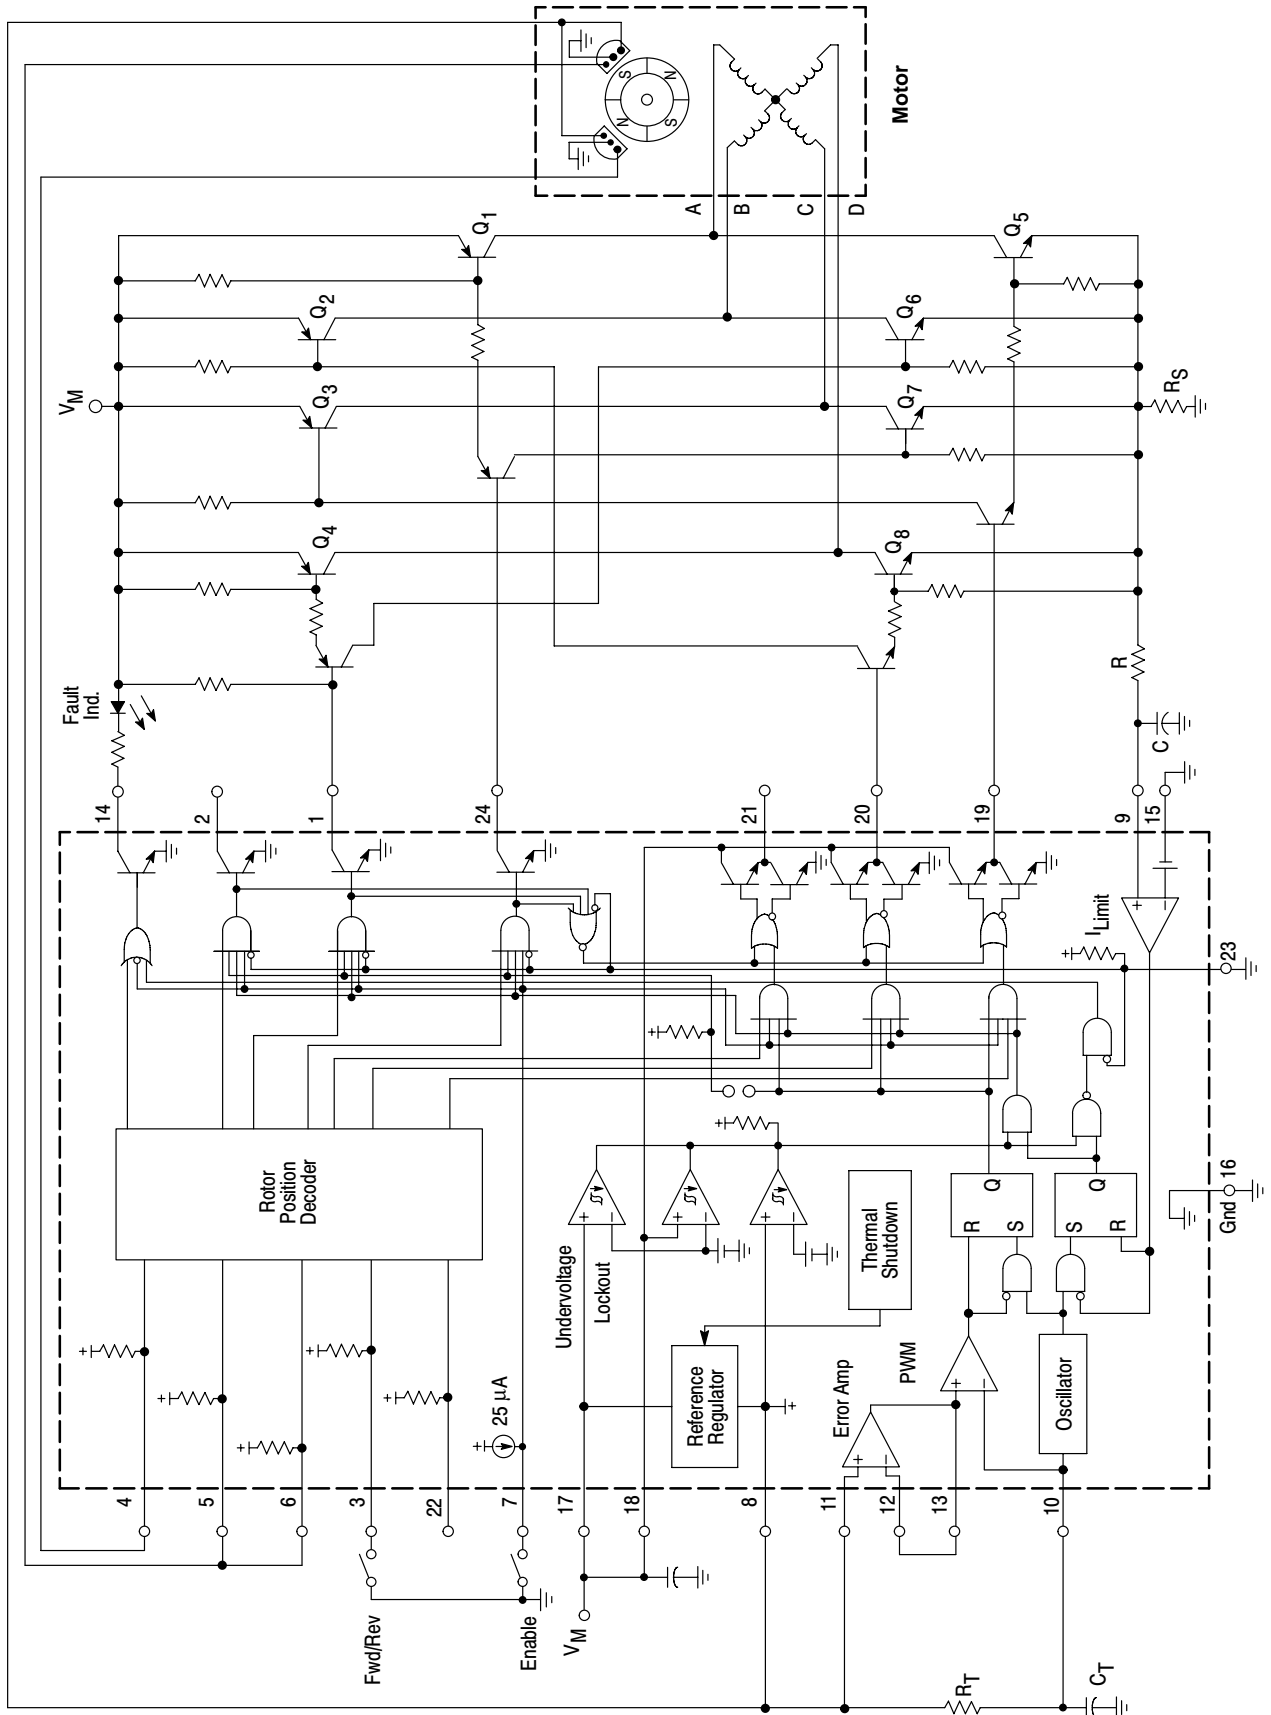 Motor
S
N
N
S
A
B
C
D
Q1
Q5
Q2
Q6
Q3
Q7
Q4
Q8
VM
RS
R
C
Fault
Ind.
14
2
1
24
21
20
19
9
15
+
−
ILimit
23
+
+
+
Rotor
Position
Decoder
Undervoltage
Lockout
+
−
+
−
+
−
Thermal
Shutdown
Reference
Regulator
+
R
Q
S
S
Q
R
Gnd 16
PWM
+
−
Error Amp
+
−
Oscillator
+
+
+
+
+
+
25 µA
4
5
6
3
22
7
17
18
8
11
12
13
10
Fwd/Rev
Enable
VM
RT
CT